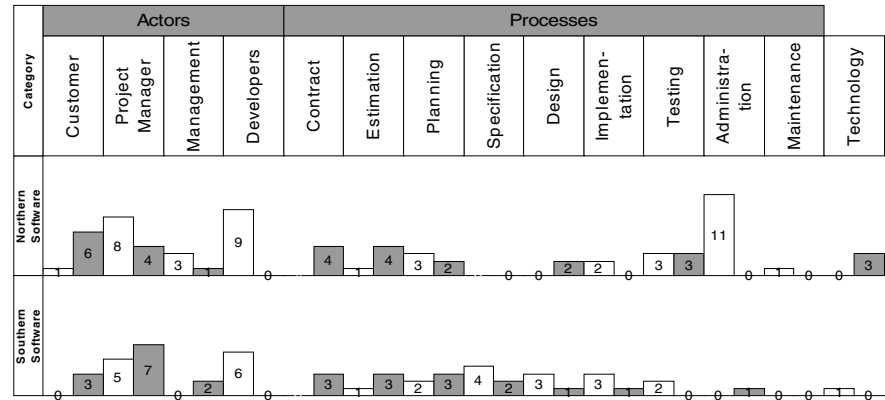 Actors Processes
Category
Customer
Project
Manager
Management
Developers
Contract
Estimation
Planning
Specification
Design
Implemen-
tation
Testing
Administra-
tion
Maintenance
Technology
Northern
Software
1 6 8 4 3 1 9 0 4 1 4 3 2 0 0 2 2 0 3 3 11 0 1 0 0 3
Southern
Software
0 3 5 7 0 2 6 0 3 1 3 2 3 4 2 3 1 3 1 2 0 0 1 0 0 1 0